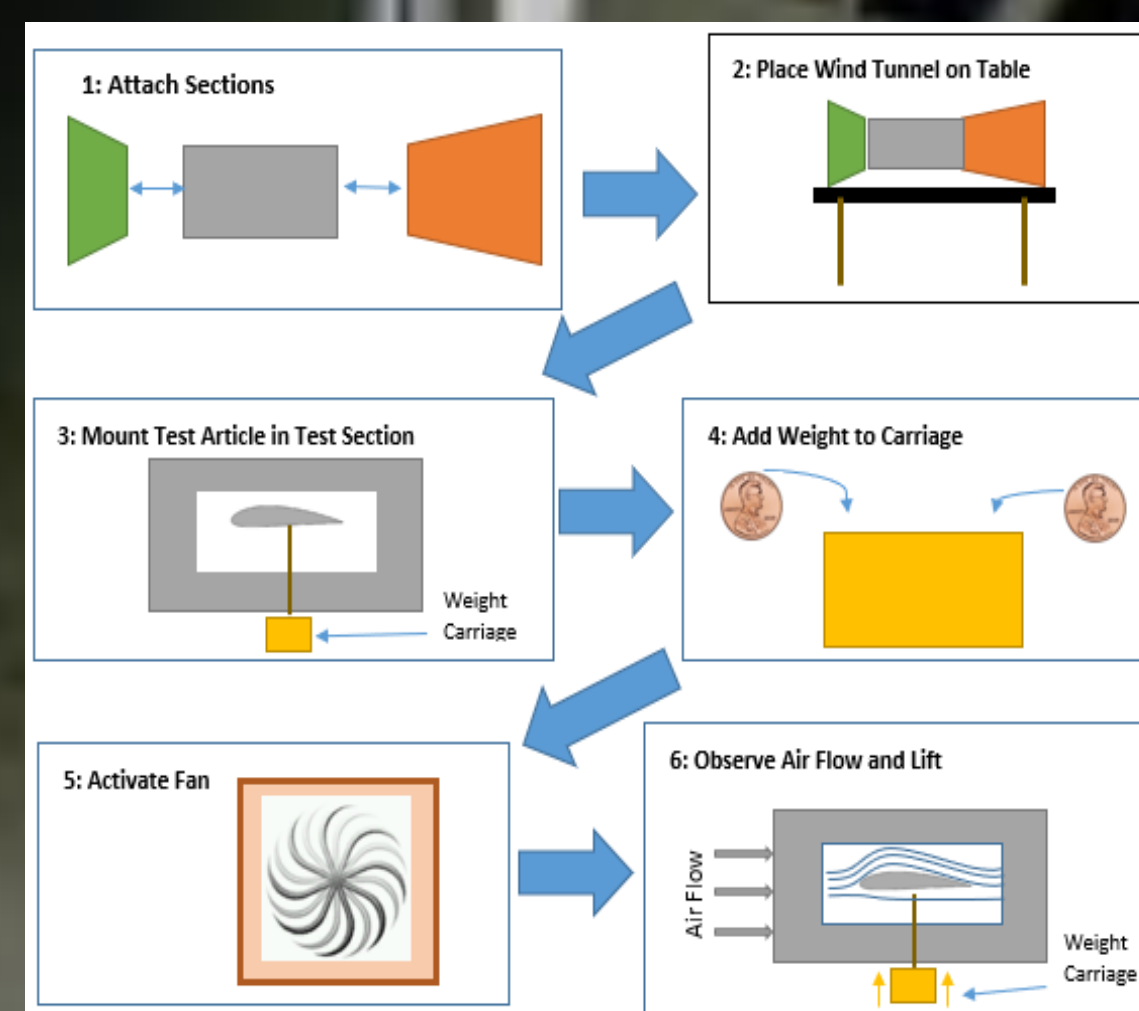 1: Attach Sections
2: Place Wind Tunnel on Table
3: Mount Test Article in Test Section
Weight
Carriage
4: Add Weight to Carriage
5: Activate Fan
6: Observe Air Flow and Lift
Air Flow
Weight
Carriage